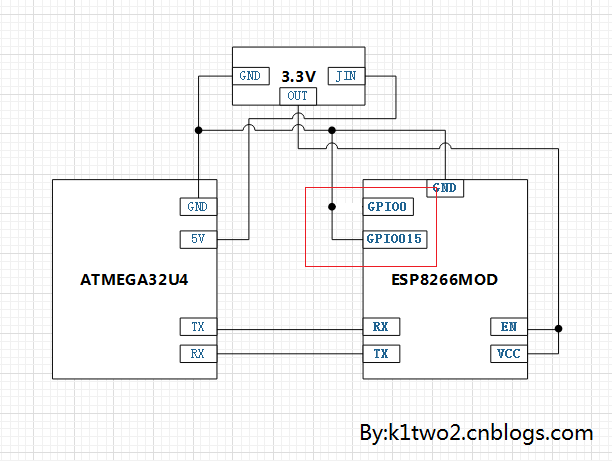 GND 3.3V JIN
OUT
GND
GND GPIO0
5V GPIO015
ATMEGA32U4 ESP8266MOD
TX RX EN
RX TX VCC
By:k1two2.cnblogs.com